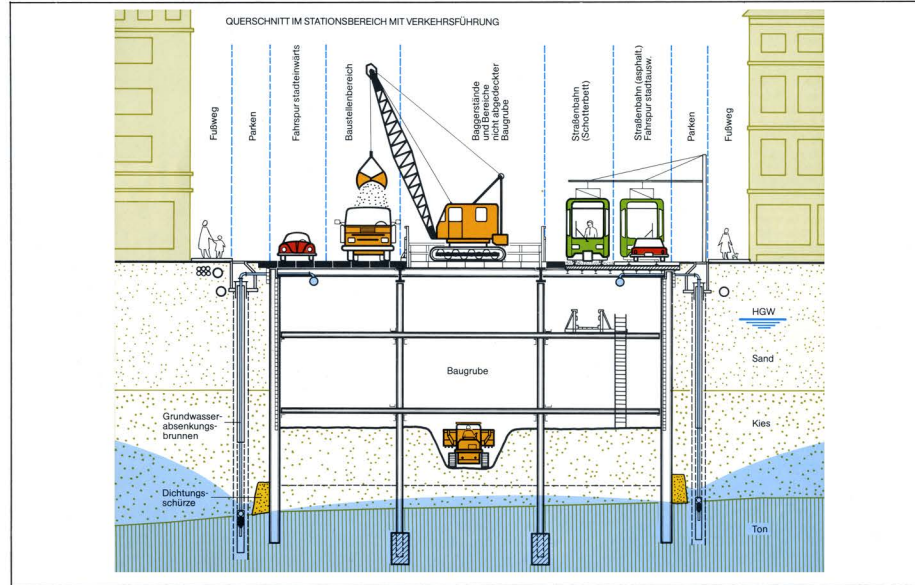 QUERSCHNITT IM STATIONSBEREICH MIT VERKEHRSFÜHRUNG
Fußweg
Parken
Fahrspur stadteinwärts
Baustellenbereich
Baggerstände
und Bereiche
nicht abgedeckter
Baugrube
Straßenbahn
(Schotterbett)
Straßenbahn (asphalt.)
Fahrspur stadtausw.
Parken
Fußweg
HGW
Sand
Baugrube
Grundwasser-
absenkungs-
brunnen
Kies
Dichtungs-
schürze
Ton